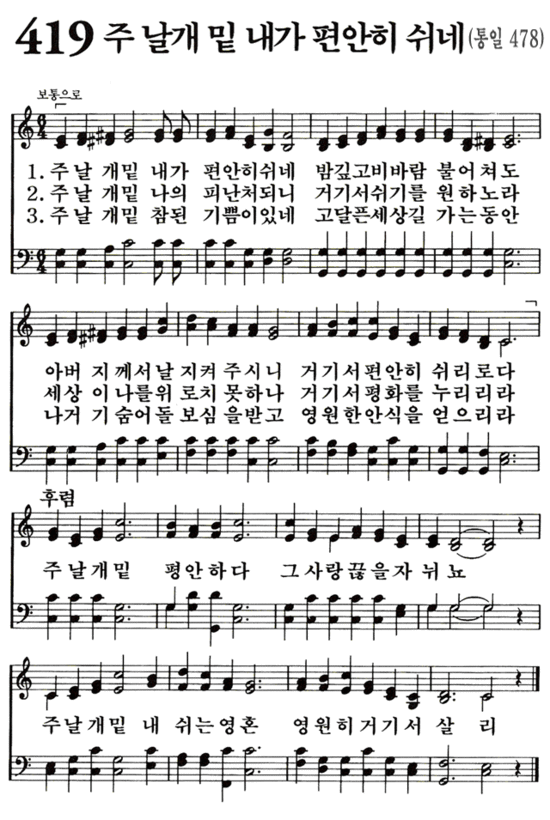 419 주 날개 밑 내가 편안히 쉬네(통일 478)
보통으로
1. 주 날 개밑 내가 편안히쉬네 밤깊고비바람 불어쳐도
2. 주 날 개밑 나의 피난처되니 거기서쉬기를 원하노라
3. 주 날 개밑 참된 기쁨이있네 고달픈세상길 가는동안
아버 지께서날 지켜 주시니 거기서편안히 쉬리로다
세상 이나를위 로치 못하나 거기서평화를 누리리라
나거 기숨어돌 보심 을받고 영원한안식을 얻으리라
후렴
주날개밑 평안하다 그사랑끊을자 뉘뇨
주날개밑 내 쉬는영혼 영원히거기서 살리